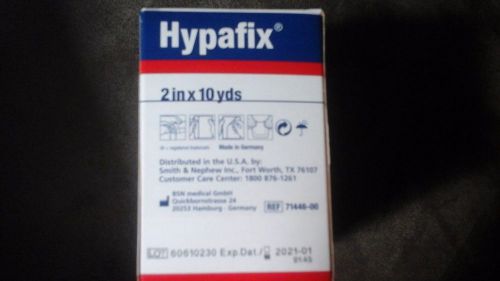 Hypafix®
2 in x 10 yds
® = registered trademark Made in Germany
Distributed in the U.S.A. by:
Smith & Nephew Inc., Fort Worth, TX 76107
Customer Care Center: 1800 876-1261
BSN medical GmbH
Quickbornstrasse 24
20253 Hamburg - Germany
REF 71448-00
LOT 60610230 Exp.Dat./ 2021-01